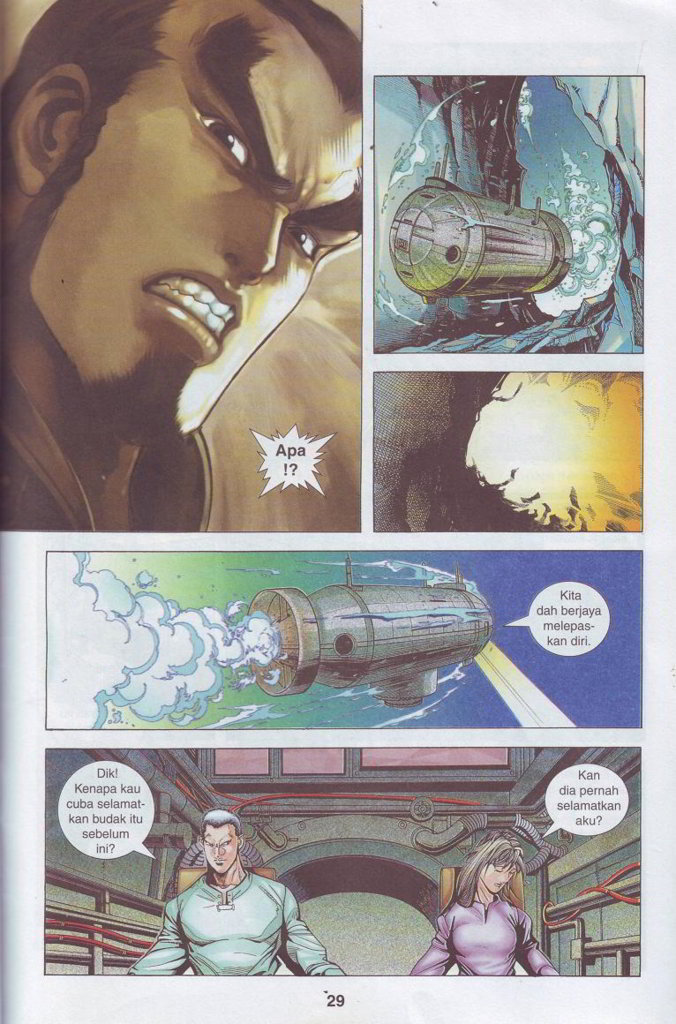 Apa
!?
Kita
dah berjaya
melepas-
kan diri.
Dik!
Kenapa kau
cuba selamat-
kan budak itu
sebelum
ini?
Kan
dia pernah
selamatkan
aku?
29